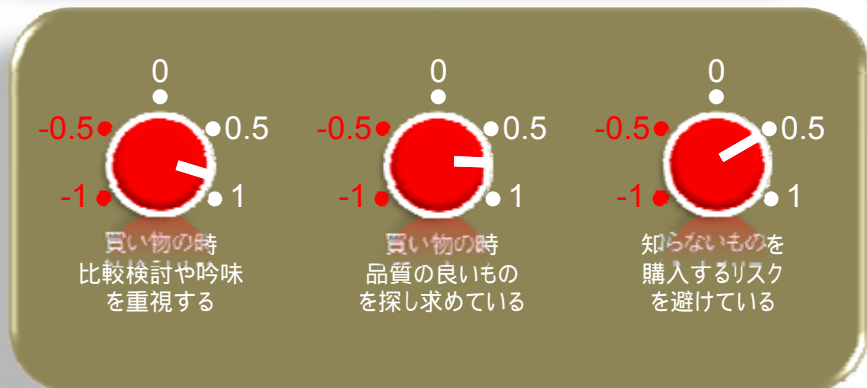 0
-0.5
0.5
-1
1
買い物の時
比較検討や吟味
を重視する
0
-0.5
0.5
-1
1
買い物の時
品質の良いもの
を探し求めている
0
-0.5
0.5
-1
1
知らないものを
購入するリスク
を避けている